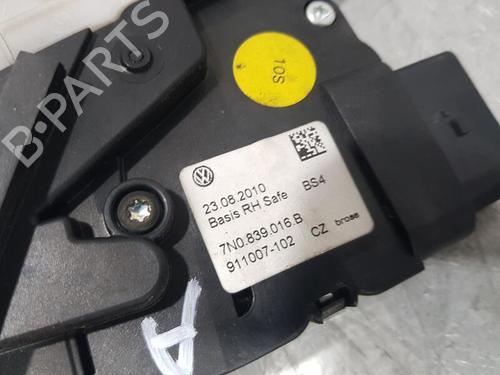 10S
23.08.2010
Basis RH Safe BS4
7N0.839.016.B
911007-102 CZ brose
A
B-PARTS